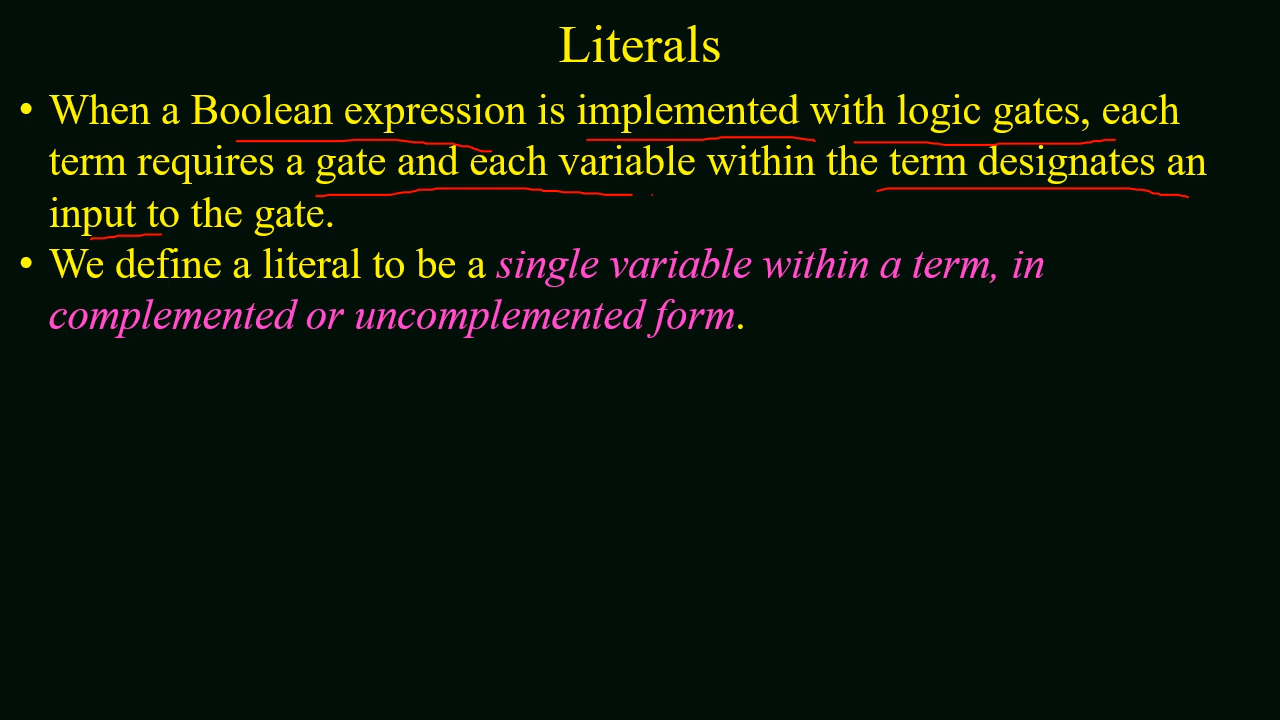 Literals
• When a Boolean expression is implemented with logic gates, each
term requires a gate and each variable within the term designates an
input to the gate.
• We define a literal to be a single variable within a term, in
complemented or uncomplemented form.